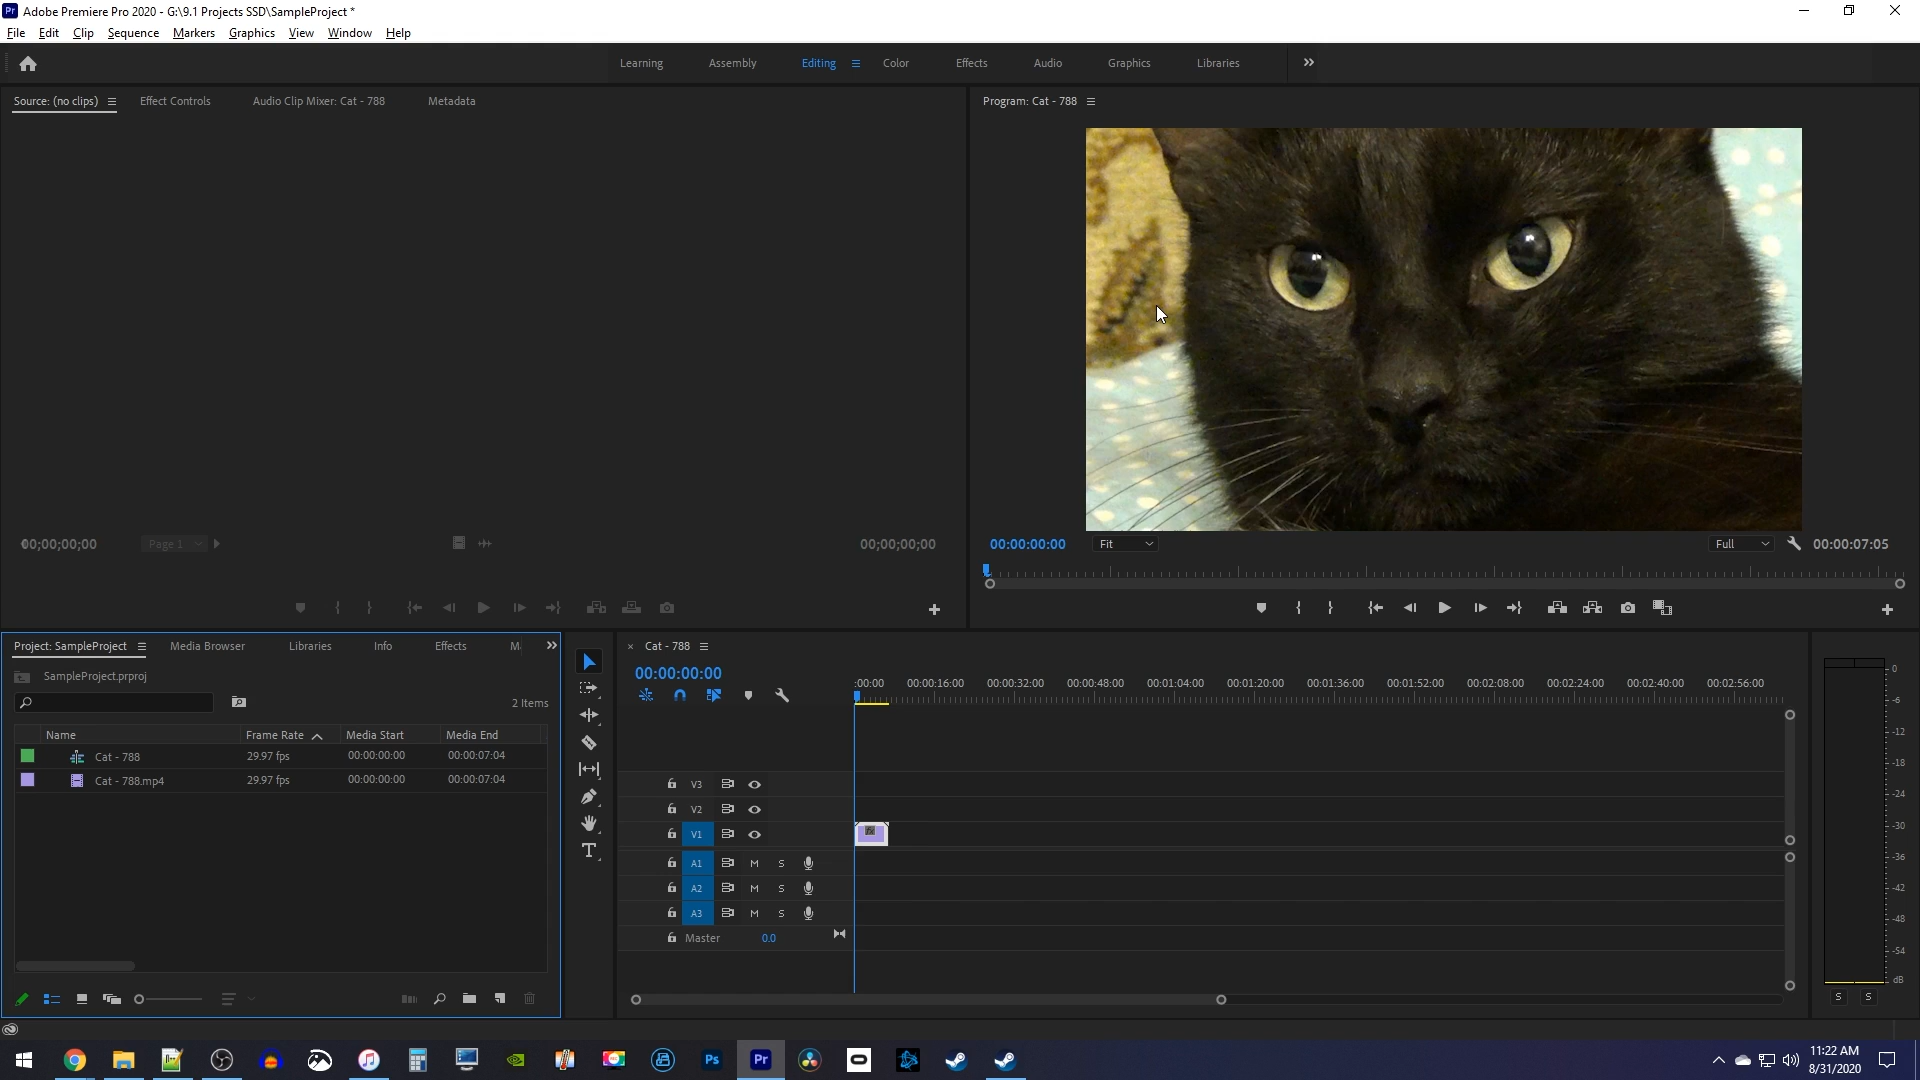 Pr Adobe Premiere Pro 2020 - G:\9.1 Projects SSD\SampleProject *
File Edit Clip Sequence Markers Graphics View Window Help
Learning Assembly Editing Color Effects Audio Graphics Libraries
Source: (no clips) Effect Controls Audio Clip Mixer: Cat - 788 Metadata
Program: Cat - 788
00;00;00;00 Page 1 00;00;00;00
00:00:00:00 Fit Full 00:00:07:05
Project: SampleProject Media Browser Libraries Info Effects
SampleProject.prproj
2 Items
Name Frame Rate Media Start Media End
Cat - 788 29.97 fps 00:00:00:00 00:00:07:04
Cat - 788.mp4 29.97 fps 00:00:00:00 00:00:07:04
Cat - 788
00:00:00:00
:00:00 00:00:16:00 00:00:32:00 00:00:48:00 00:01:04:00 00:01:20:00 00:01:36:00 00:01:52:00 00:02:08:00 00:02:24:00 00:02:40:00 00:02:56:00
V3
V2
V1 fx
A1 M S
A2 M S
A3 M S
Master 0.0
0
-6
-12
-18
-24
-30
-36
-42
-48
-54
dB
S S
Ps Pr
11:22 AM
8/31/2020